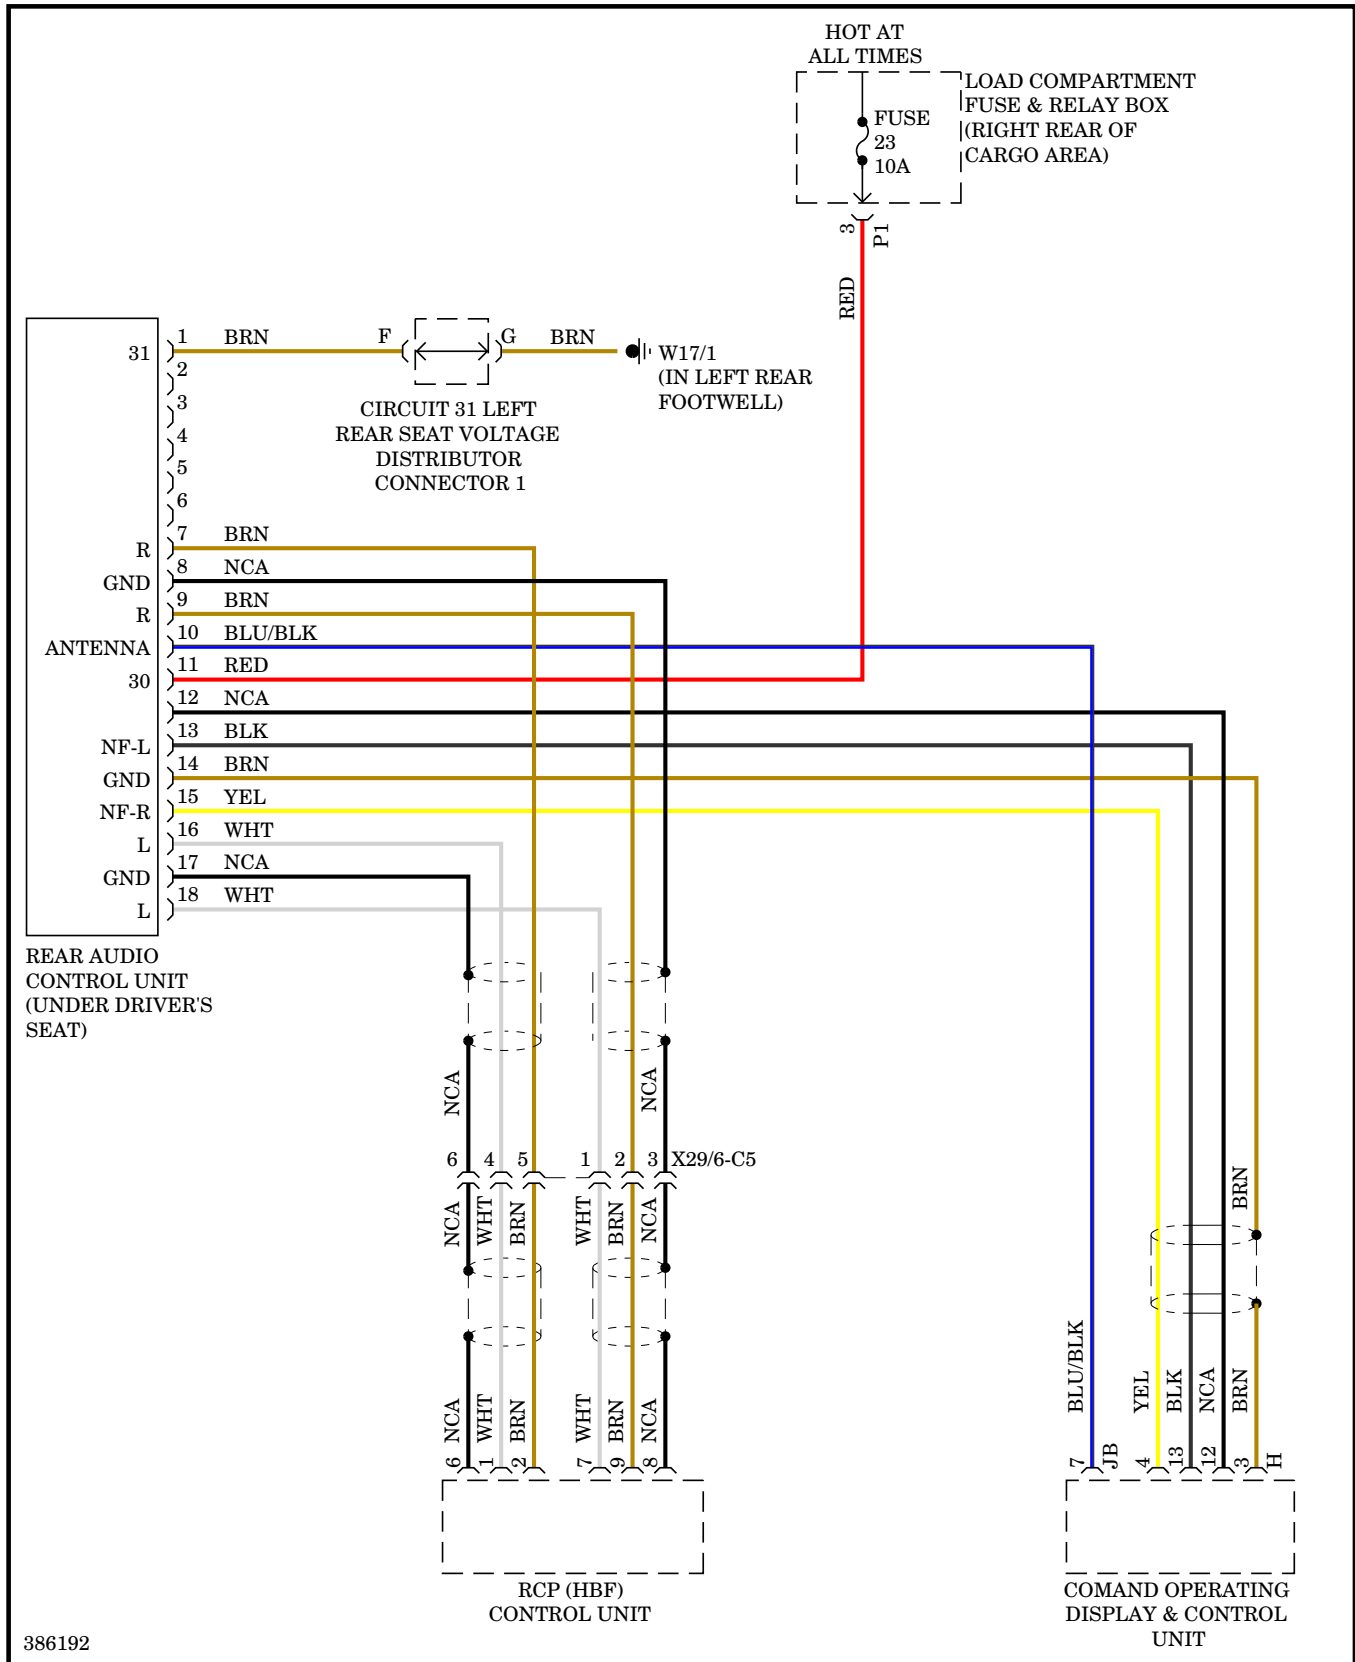 HOT AT
ALL TIMES
LOAD COMPARTMENT
FUSE & RELAY BOX
(RIGHT REAR OF
CARGO AREA)
FUSE
23
10A
3
P1
RED
31
1 BRN
F
G
BRN
W17/1
(IN LEFT REAR
FOOTWELL)
CIRCUIT 31 LEFT
REAR SEAT VOLTAGE
DISTRIBUTOR
CONNECTOR 1
2
3
4
5
6
R 7 BRN
GND 8 NCA
R 9 BRN
ANTENNA 10 BLU/BLK
30 11 RED
12 NCA
NF-L 13 BLK
GND 14 BRN
NF-R 15 YEL
L 16 WHT
GND 17 NCA
L 18 WHT
REAR AUDIO
CONTROL UNIT
(UNDER DRIVER'S
SEAT)
NCA NCA
6 4 5 1 2 3 X29/6-C5
NCA WHT BRN WHT BRN NCA
BRN
NCA WHT BRN WHT BRN NCA
BLU/BLK YEL BLK NCA BRN
6 1 2 7 9 8
7 JB 4 13 12 3 H
RCP (HBF)
CONTROL UNIT
COMAND OPERATING
DISPLAY & CONTROL
UNIT
386192